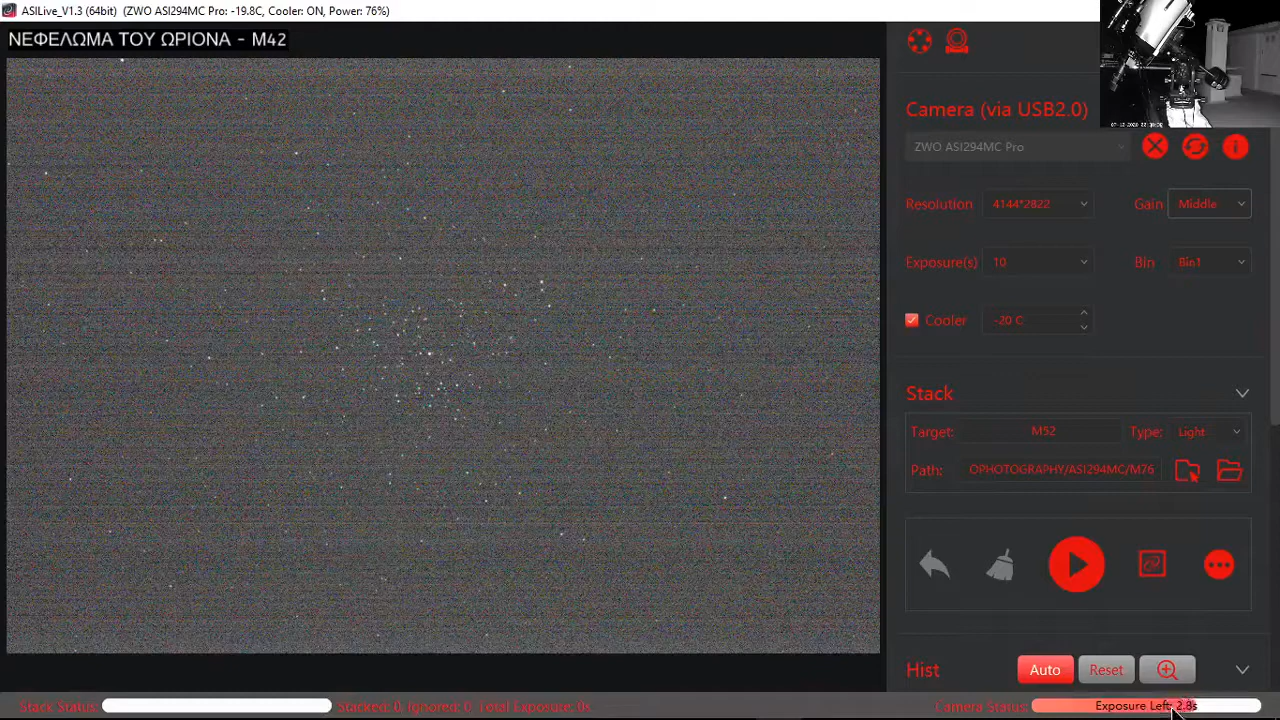 ASILive_V1.3 (64bit) (ZWO ASI294MC Pro: -19.8C, Cooler: ON, Power: 76%)
ΝΕΦΕΛΩΜΑ ΤΟΥ ΩΡΙΟΝΑ - M42
Camera (via USB2.0)
ZWO ASI294MC Pro
Resolution 4144*2822 Gain Middle
Exposure(s) 10 Bin Bin1
Cooler -20 C
Stack
Target: M52 Type: Light
Path: OPHOTOGRAPHY/ASI294MC/M76
Hist Auto Reset
Stack Status: Stacked: 0, Ignored: 0 Total Exposure: 0s Camera Status: Exposure Left: 2.8s